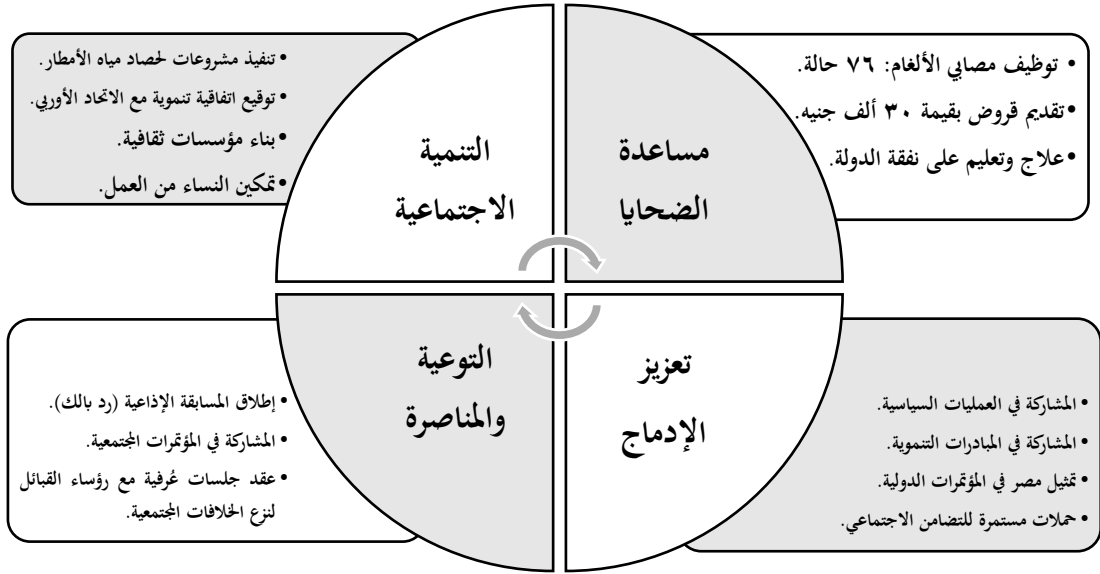 • توظيف مصابي الألغام: ٧٦ حالة.
• تقديم قروض بقيمة ٣٠ ألف جنيه.
• علاج وتعليم على نفقة الدولة.
مساعدة
الضحايا
التنمية
الاجتماعية
• تنفيذ مشروعات لحصاد مياه الأمطار.
• توقيع اتفاقية تنموية مع الاتحاد الأوربي.
• بناء مؤسسات ثقافية.
• تمكين النساء من العمل.
تعزيز
الإدماج
• المشاركة في العمليات السياسية.
• المشاركة في المبادرات التنموية.
• تمثيل مصر في المؤتمرات الدولية.
• حملات مستمرة للتضامن الاجتماعي.
التوعية
والمناصرة
• إطلاق المسابقة الإذاعية (رد بالك).
• المشاركة في المؤتمرات المجتمعية.
• عقد جلسات عُرفية مع رؤساء القبائل
لنزع الخلافات المجتمعية.